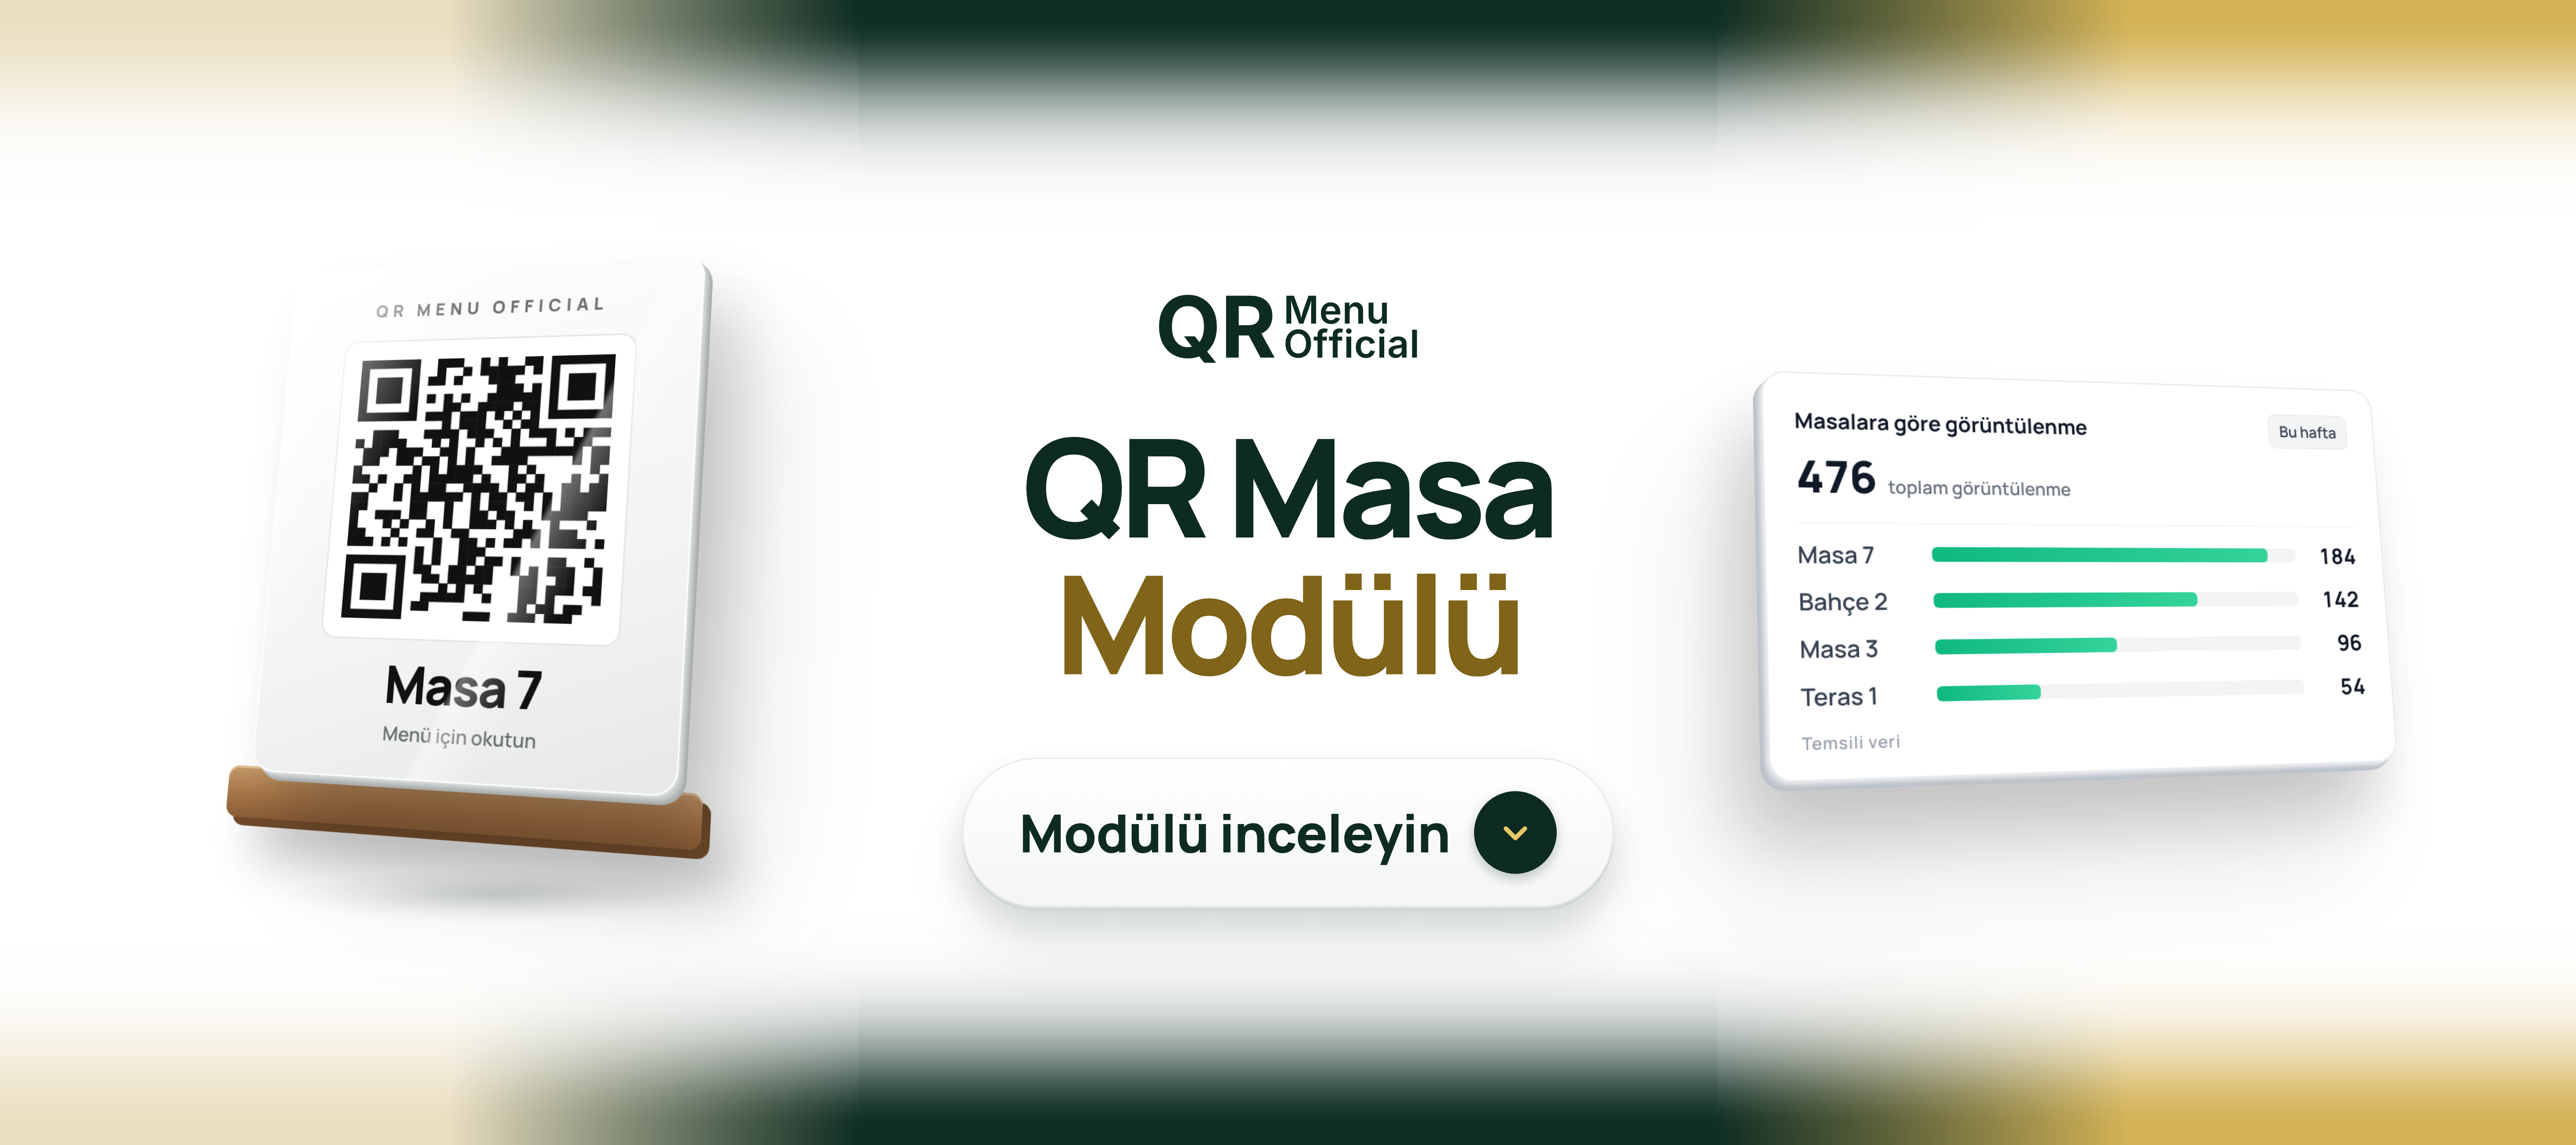 QR MENU OFFICIAL
Masa 7
Menü için okutun
QR Menu
Official
QR Masa
Modülü
Modülü inceleyin
Masalara göre görüntülenme
Bu hafta
476 toplam görüntülenme
Masa 7 184
Bahçe 2 142
Masa 3 96
Teras 1 54
Temsili veri